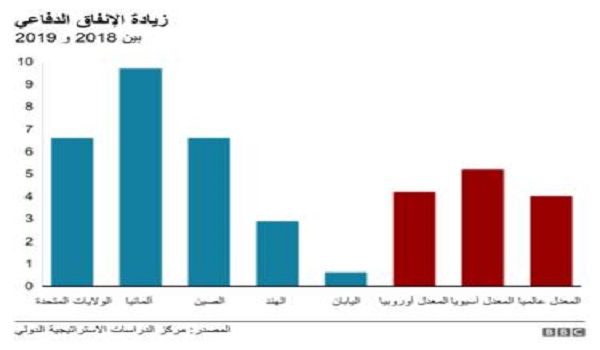 زيادة الإنفاق الدفاعي
بين 2018 و 2019
10
9
8
7
6
5
4
3
2
1
0
الولايات المتحدة
ألمانيا
الصين
الهند
اليابان
المعدل أوروبيا
المعدل آسيويا
المعدل عالميا
المصدر: مركز الدراسات الاستراتيجية الدولي
BBC